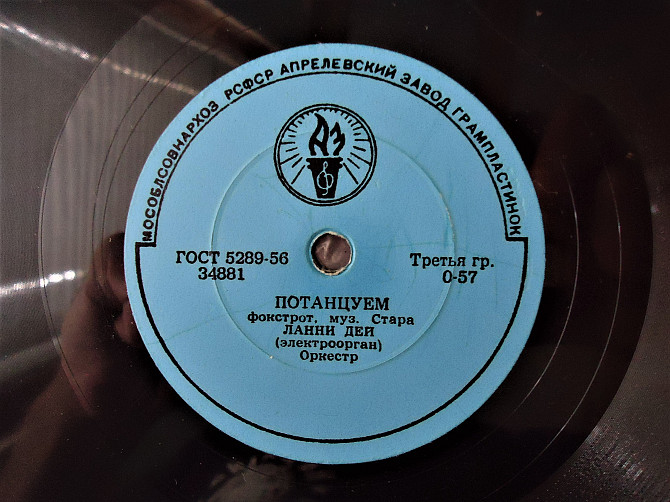 МОСОБЛСОВНАРХОЗ РСФСР АПРЕЛЕВСКИЙ ЗАВОД ГРАМПЛАСТИНОК
АЗ
ГОСТ 5289-56
34881
Третья гр.
0-57
ПОТАНЦУЕМ
фокстрот, муз. Стара
ЛАННИ ДЕЙ
(электроорган)
Оркестр